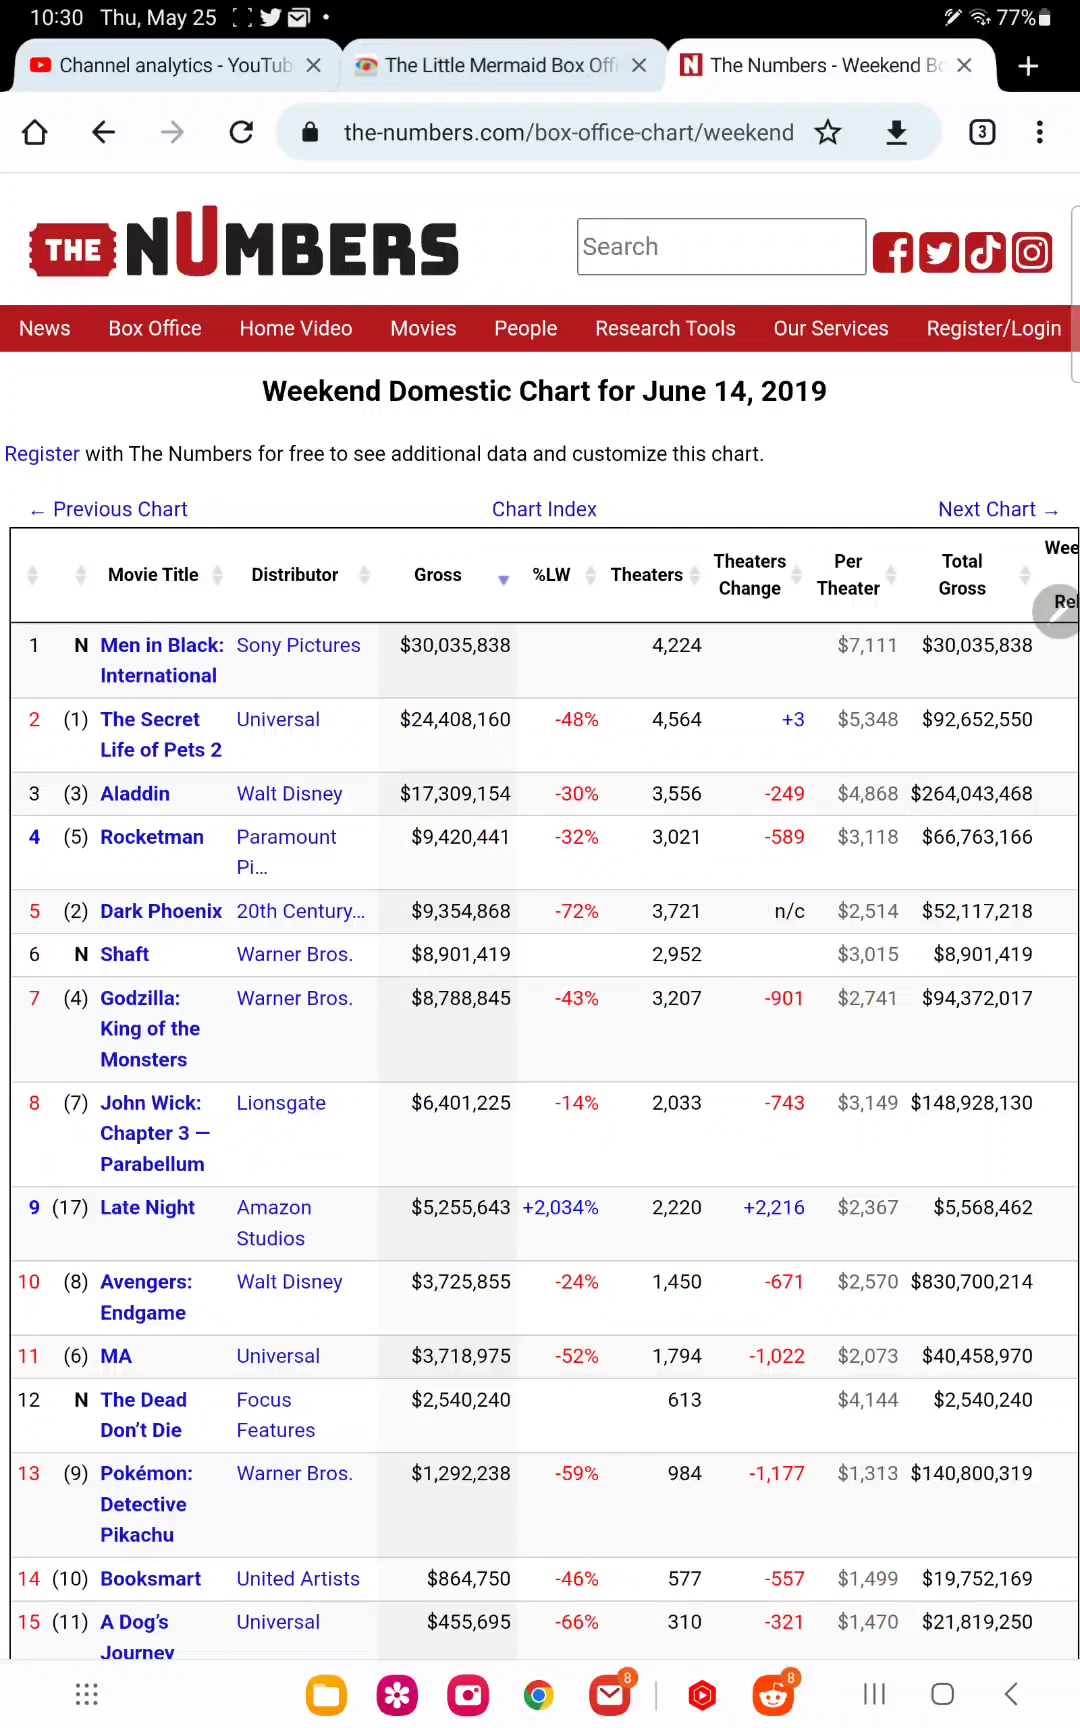 10:30 Thu, May 25 77%
Channel analytics - YouTub
The Little Mermaid Box Offi
The Numbers - Weekend Bo
the-numbers.com/box-office-chart/weekend 3
THE NUMBERS
Search
News Box Office Home Video Movies People Research Tools Our Services Register/Login
Weekend Domestic Chart for June 14, 2019
Register with The Numbers for free to see additional data and customize this chart.
← Previous Chart Chart Index Next Chart →
Movie Title Distributor Gross %LW Theaters Theaters Change Per Theater Total Gross Wee Rel
1 N Men in Black: Sony Pictures $30,035,838 4,224 $7,111 $30,035,838
International
2 (1) The Secret Universal $24,408,160 -48% 4,564 +3 $5,348 $92,652,550
Life of Pets 2
3 (3) Aladdin Walt Disney $17,309,154 -30% 3,556 -249 $4,868 $264,043,468
4 (5) Rocketman Paramount $9,420,441 -32% 3,021 -589 $3,118 $66,763,166
Pi...
5 (2) Dark Phoenix 20th Century... $9,354,868 -72% 3,721 n/c $2,514 $52,117,218
6 N Shaft Warner Bros. $8,901,419 2,952 $3,015 $8,901,419
7 (4) Godzilla: Warner Bros. $8,788,845 -43% 3,207 -901 $2,741 $94,372,017
King of the
Monsters
8 (7) John Wick: Lionsgate $6,401,225 -14% 2,033 -743 $3,149 $148,928,130
Chapter 3 —
Parabellum
9 (17) Late Night Amazon $5,255,643 +2,034% 2,220 +2,216 $2,367 $5,568,462
Studios
10 (8) Avengers: Walt Disney $3,725,855 -24% 1,450 -671 $2,570 $830,700,214
Endgame
11 (6) MA Universal $3,718,975 -52% 1,794 -1,022 $2,073 $40,458,970
12 N The Dead Focus $2,540,240 613 $4,144 $2,540,240
Don't Die Features
13 (9) Pokémon: Warner Bros. $1,292,238 -59% 984 -1,177 $1,313 $140,800,319
Detective
Pikachu
14 (10) Booksmart United Artists $864,750 -46% 577 -557 $1,499 $19,752,169
15 (11) A Dog's Universal $455,695 -66% 310 -321 $1,470 $21,819,250
Journey
8 8